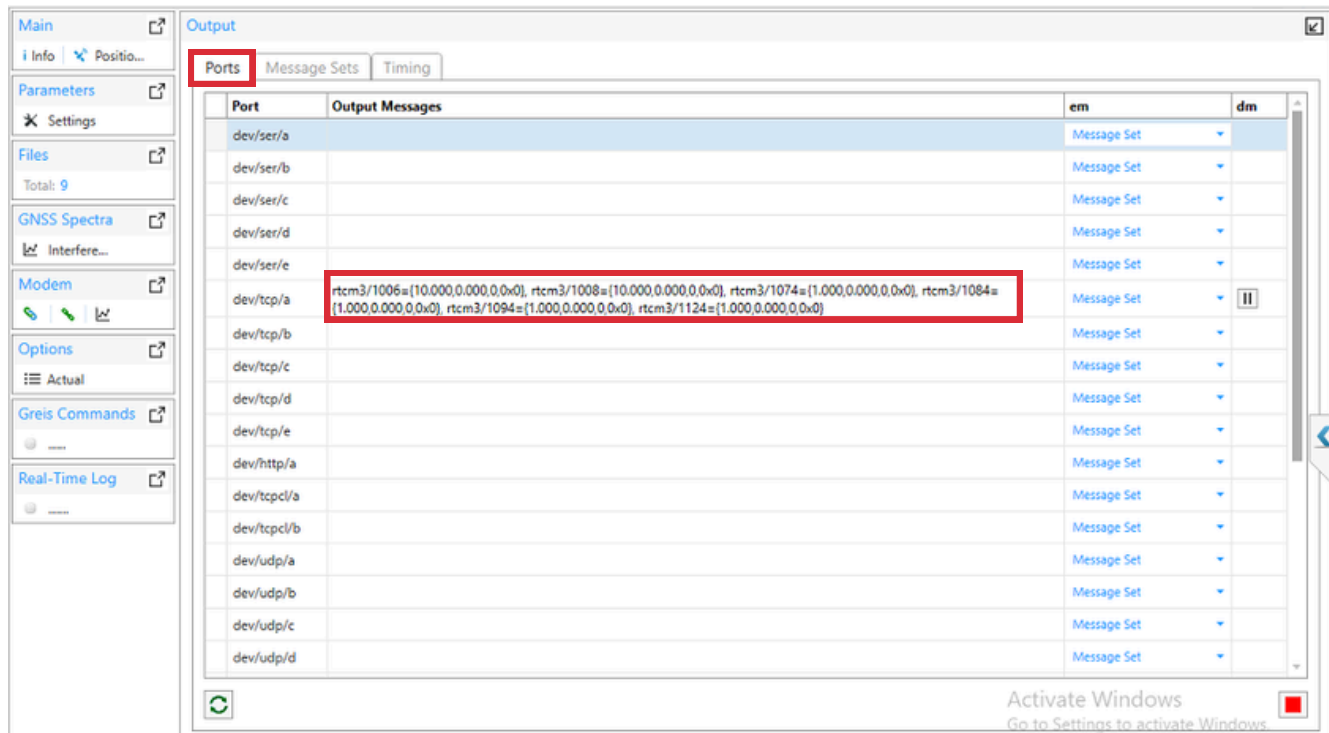 Main
i Info
Positio...
Parameters
Settings
Files
Total: 9
GNSS Spectra
Interfere...
Modem
Options
Actual
Greis Commands
......
Real-Time Log
......
Output
Ports Message Sets Timing
Port Output Messages em dm
dev/ser/a Message Set
dev/ser/b Message Set
dev/ser/c Message Set
dev/ser/d Message Set
dev/ser/e Message Set
dev/tcp/a rtcm3/1006={10.000,0.000,0,0x0}, rtcm3/1008={10.000,0.000,0,0x0}, rtcm3/1074={1.000,0.000,0,0x0}, rtcm3/1084= Message Set
{1.000,0.000,0,0x0}, rtcm3/1094={1.000,0.000,0,0x0}, rtcm3/1124={1.000,0.000,0,0x0}
dev/tcp/b Message Set
dev/tcp/c Message Set
dev/tcp/d Message Set
dev/tcp/e Message Set
dev/http/a Message Set
dev/tcpcl/a Message Set
dev/tcpcl/b Message Set
dev/udp/a Message Set
dev/udp/b Message Set
dev/udp/c Message Set
dev/udp/d Message Set
Activate Windows
Go to Settings to activate Windows.